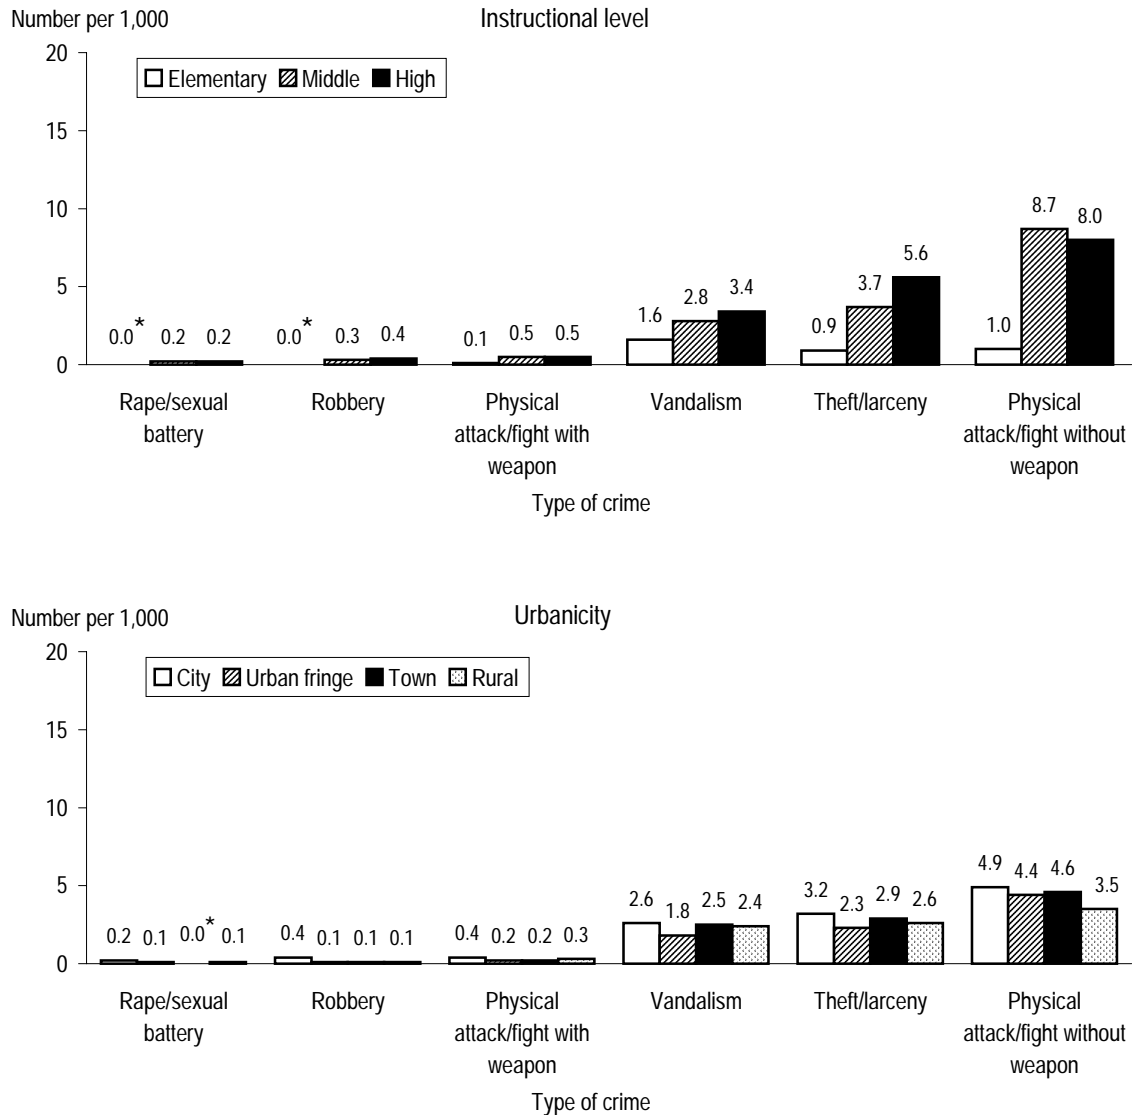 Instructional level
Number per 1,000
20
Elementary Middle High
15
10
8.7
8.0
5.6
5
3.7
3.4
2.8
1.6
0.9
1.0
0.0* 0.2 0.2 0.0* 0.3 0.4 0.1 0.5 0.5
0
Rape/sexual battery
Robbery
Physical attack/fight with weapon
Vandalism
Theft/larceny
Physical attack/fight without weapon
Type of crime
Urbanicity
Number per 1,000
20
City Urban fringe Town Rural
15
10
5
0.2 0.1 0.0* 0.1
0.4 0.1 0.1 0.1
0.4 0.2 0.2 0.3
2.6 1.8 2.5 2.4
3.2 2.3 2.9 2.6
4.9 4.4 4.6 3.5
0
Rape/sexual
battery
Robbery
Physical
attack/fight with
weapon
Vandalism
Theft/larceny
Physical
attack/fight without
weapon
Type of crime